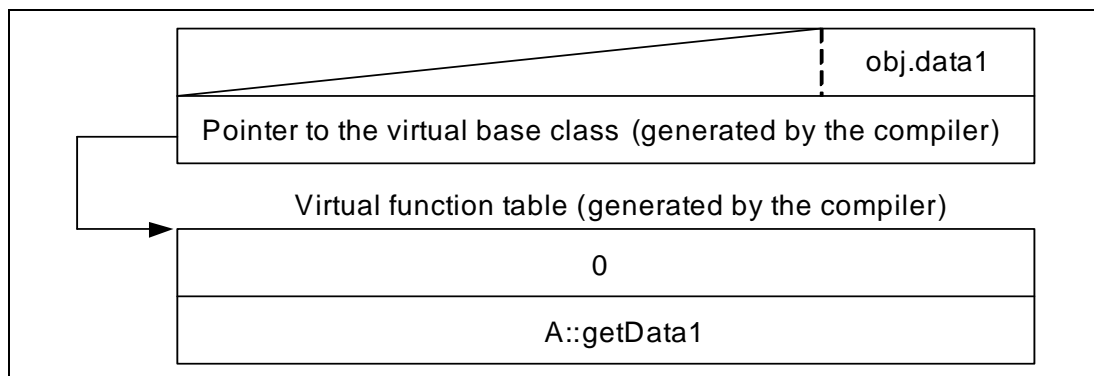 obj.data1
Pointer to the virtual base class (generated by the compiler)
Virtual function table (generated by the compiler)
0
A::getData1